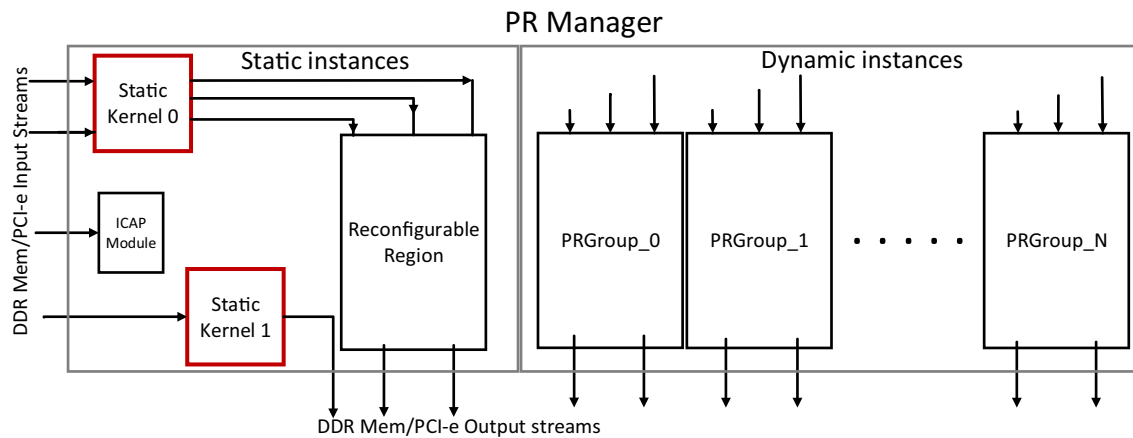 PR Manager
Static instances
Dynamic instances
DDR Mem/PCI-e Input Streams
Static
Kernel 0
ICAP
Module
Reconfigurable
Region
Static
Kernel 1
PRGroup_0
PRGroup_1
PRGroup_N
DDR Mem/PCI-e Output streams